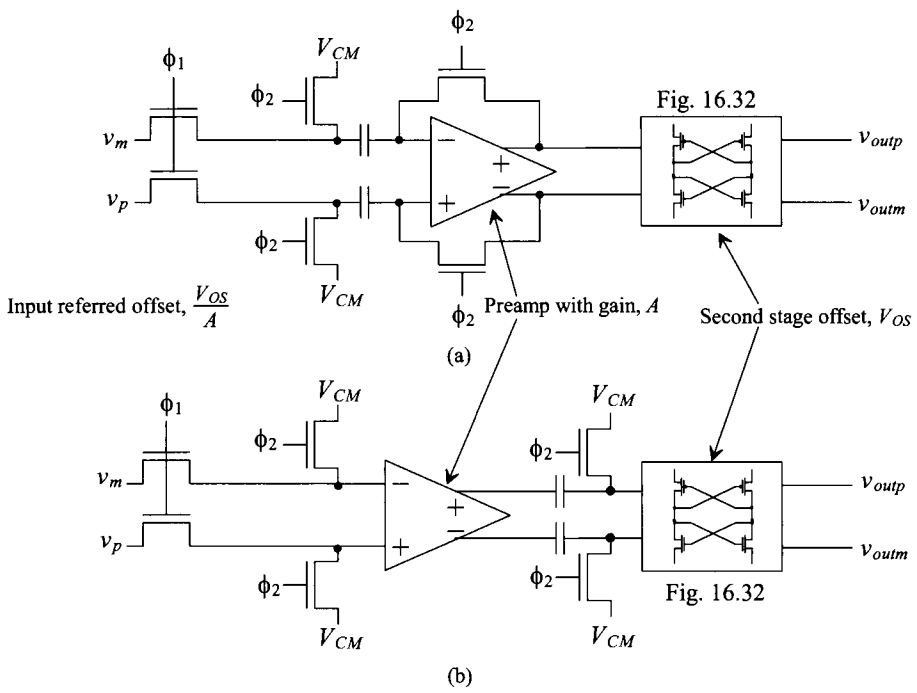 ϕ2
VCM
ϕ1
ϕ2
Fig. 16.32
vm
−
voutp
+
−
vp
+
voutm
ϕ2
VCM
ϕ2
Input referred offset, VOS/A
Preamp with gain, A
Second stage offset, VOS
(a)
VCM
VCM
ϕ1
ϕ2
ϕ2
vm
−
voutp
+
−
vp
+
voutm
ϕ2
ϕ2
Fig. 16.32
VCM
VCM
(b)